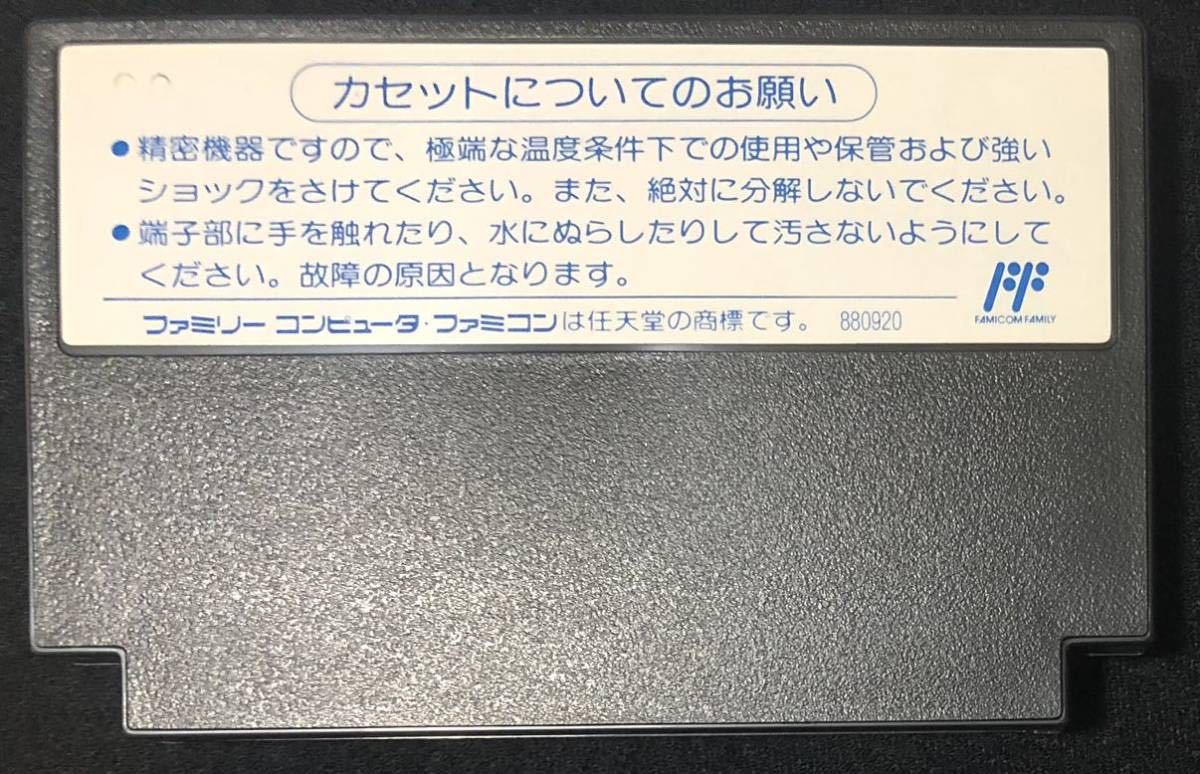 カセットについてのお願い
●精密機器ですので、極端な温度条件下での使用や保管および強い
ショックをさけてください。また、絶対に分解しないでください。
●端子部に手を触れたり、水にぬらしたりして汚さないようにして
ください。故障の原因となります。
ファミリー コンピュータ・ファミコンは任天堂の商標です。 880920
FAMICOM FAMILY